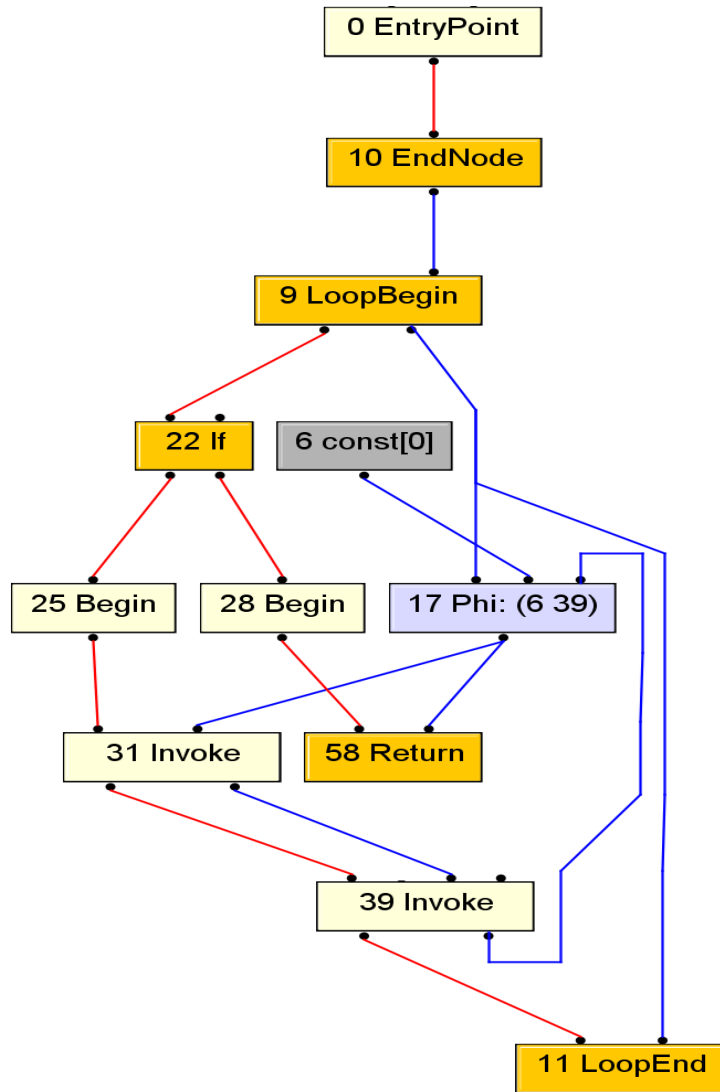 0 EntryPoint
10 EndNode
9 LoopBegin
22 If
6 const[0]
25 Begin
28 Begin
17 Phi: (6 39)
31 Invoke
58 Return
39 Invoke
11 LoopEnd